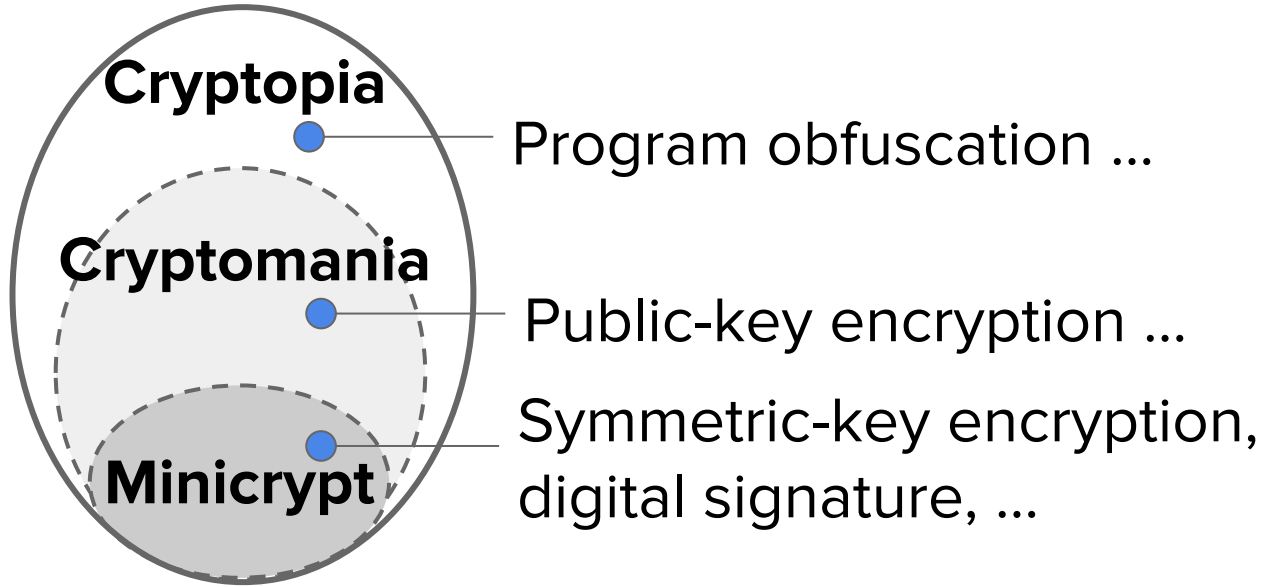 Cryptopia
Program obfuscation ...
Cryptomania
Public-key encryption ...
Symmetric-key encryption,
digital signature, ...
Minicrypt